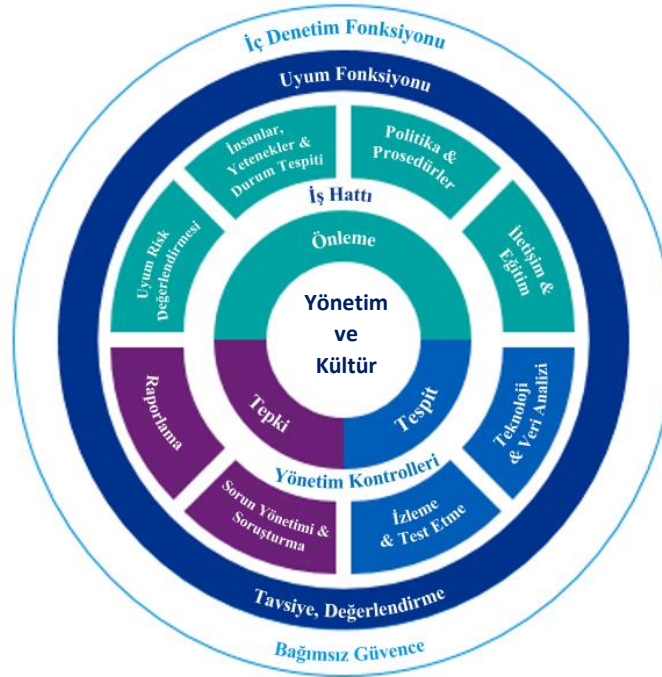 İç Denetim Fonksiyonu
Uyum Fonksiyonu
İnsanlar,
Yetenekler &
Durum Tespiti
Politika &
Prosedürler
İş Hattı
Önleme
Uyum Risk
Değerlendirmesi
İletişim &
Eğitim
Yönetim
ve
Kültür
Raporlama
Tepki
Tespit
Teknoloji
& Veri Analizi
Yönetim Kontrolleri
Sorun Yönetimi &
Soruşturma
İzleme
& Test Etme
Tavsiye, Değerlendirme
Bağımsız Güvence